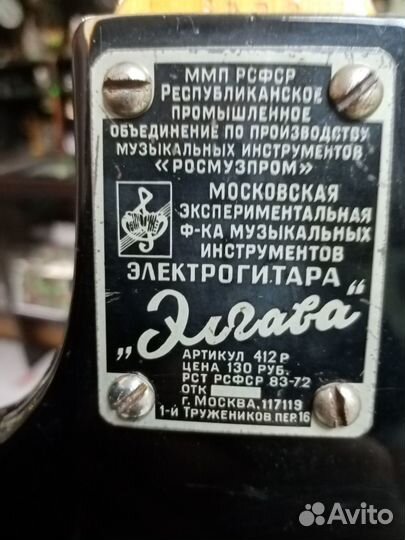 ММП РСФСР
РЕСПУБЛИКАНСКОЕ
ПРОМЫШЛЕННОЕ
ОБЪЕДИНЕНИЕ ПО ПРОИЗВОДСТВУ
МУЗЫКАЛЬНЫХ ИНСТРУМЕНТОВ
«РОСМУЗПРОМ»
МОСКОВСКАЯ
ЭКСПЕРИМЕНТАЛЬНАЯ
Ф-КА МУЗЫКАЛЬНЫХ
ИНСТРУМЕНТОВ
ЭЛЕКТРОГИТАРА
„Элгава“
АРТИКУЛ 412 Р
ЦЕНА 130 РУБ.
РСТ РСФСР 83-72
ОТК
Г. МОСКВА, 117119
1-Й ТРУЖЕНИКОВ ПЕР. 16
Avito